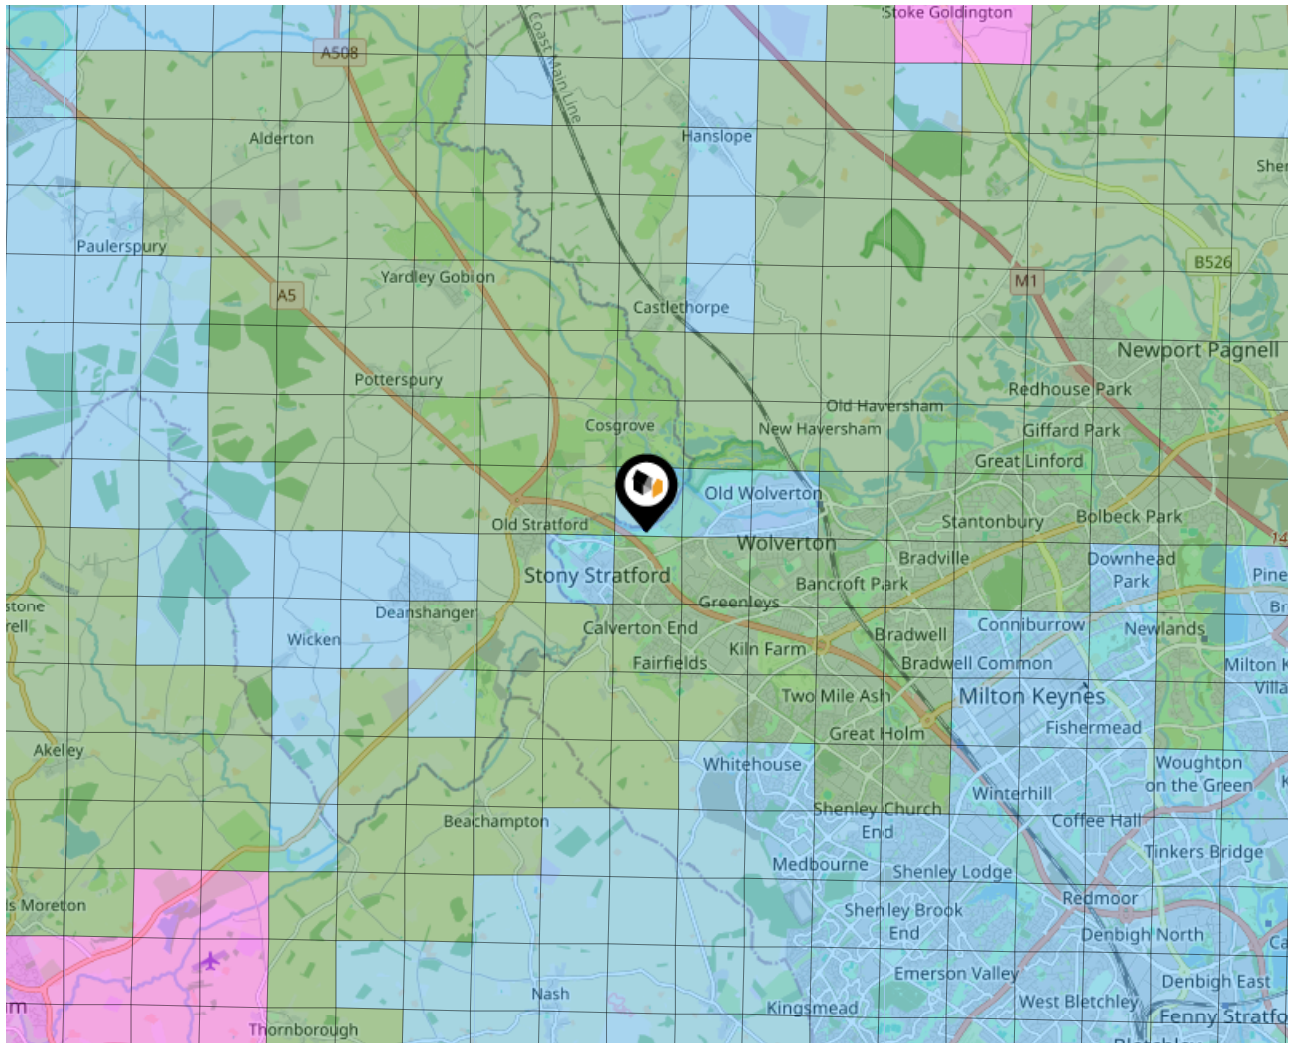 Stoke Goldington
Coast Main Line
A508
Hanslope
Alderton
Paulerspury
B526
Yardley Gobion
M1
A5
Castlethorpe
Newport Pagnell
Potterspury
Redhouse Park
Old Haversham
Cosgrove
New Haversham
Giffard Park
Great Linford
Old Wolverton
Old Stratford
Stantonbury
Bolbeck Park
14
Wolverton
Bradville
Downhead
Park
Stony Stratford
Bancroft Park
Pine
Br
stone
rell
Deanshanger
Greenleys
Wicken
Calverton End
Bradwell
Conniburrow
Newlands
Kiln Farm
Fairfields
Bradwell Common
Milton K
Villa
Two Mile Ash
Milton Keynes
Great Holm
Fishermead
Akeley
Whitehouse
Woughton
on the Green
K
Winterhill
Beachampton
Shenley Church
End
Coffee Hall
Medbourne
Shenley Lodge
Tinkers Bridge
ls Moreton
Redmoor
Shenley Brook
End
Denbigh North
Ca
Emerson Valley
Denbigh East
Nash
Kingsmead
West Bletchley
m
Thornborough
Fenny Stratfo